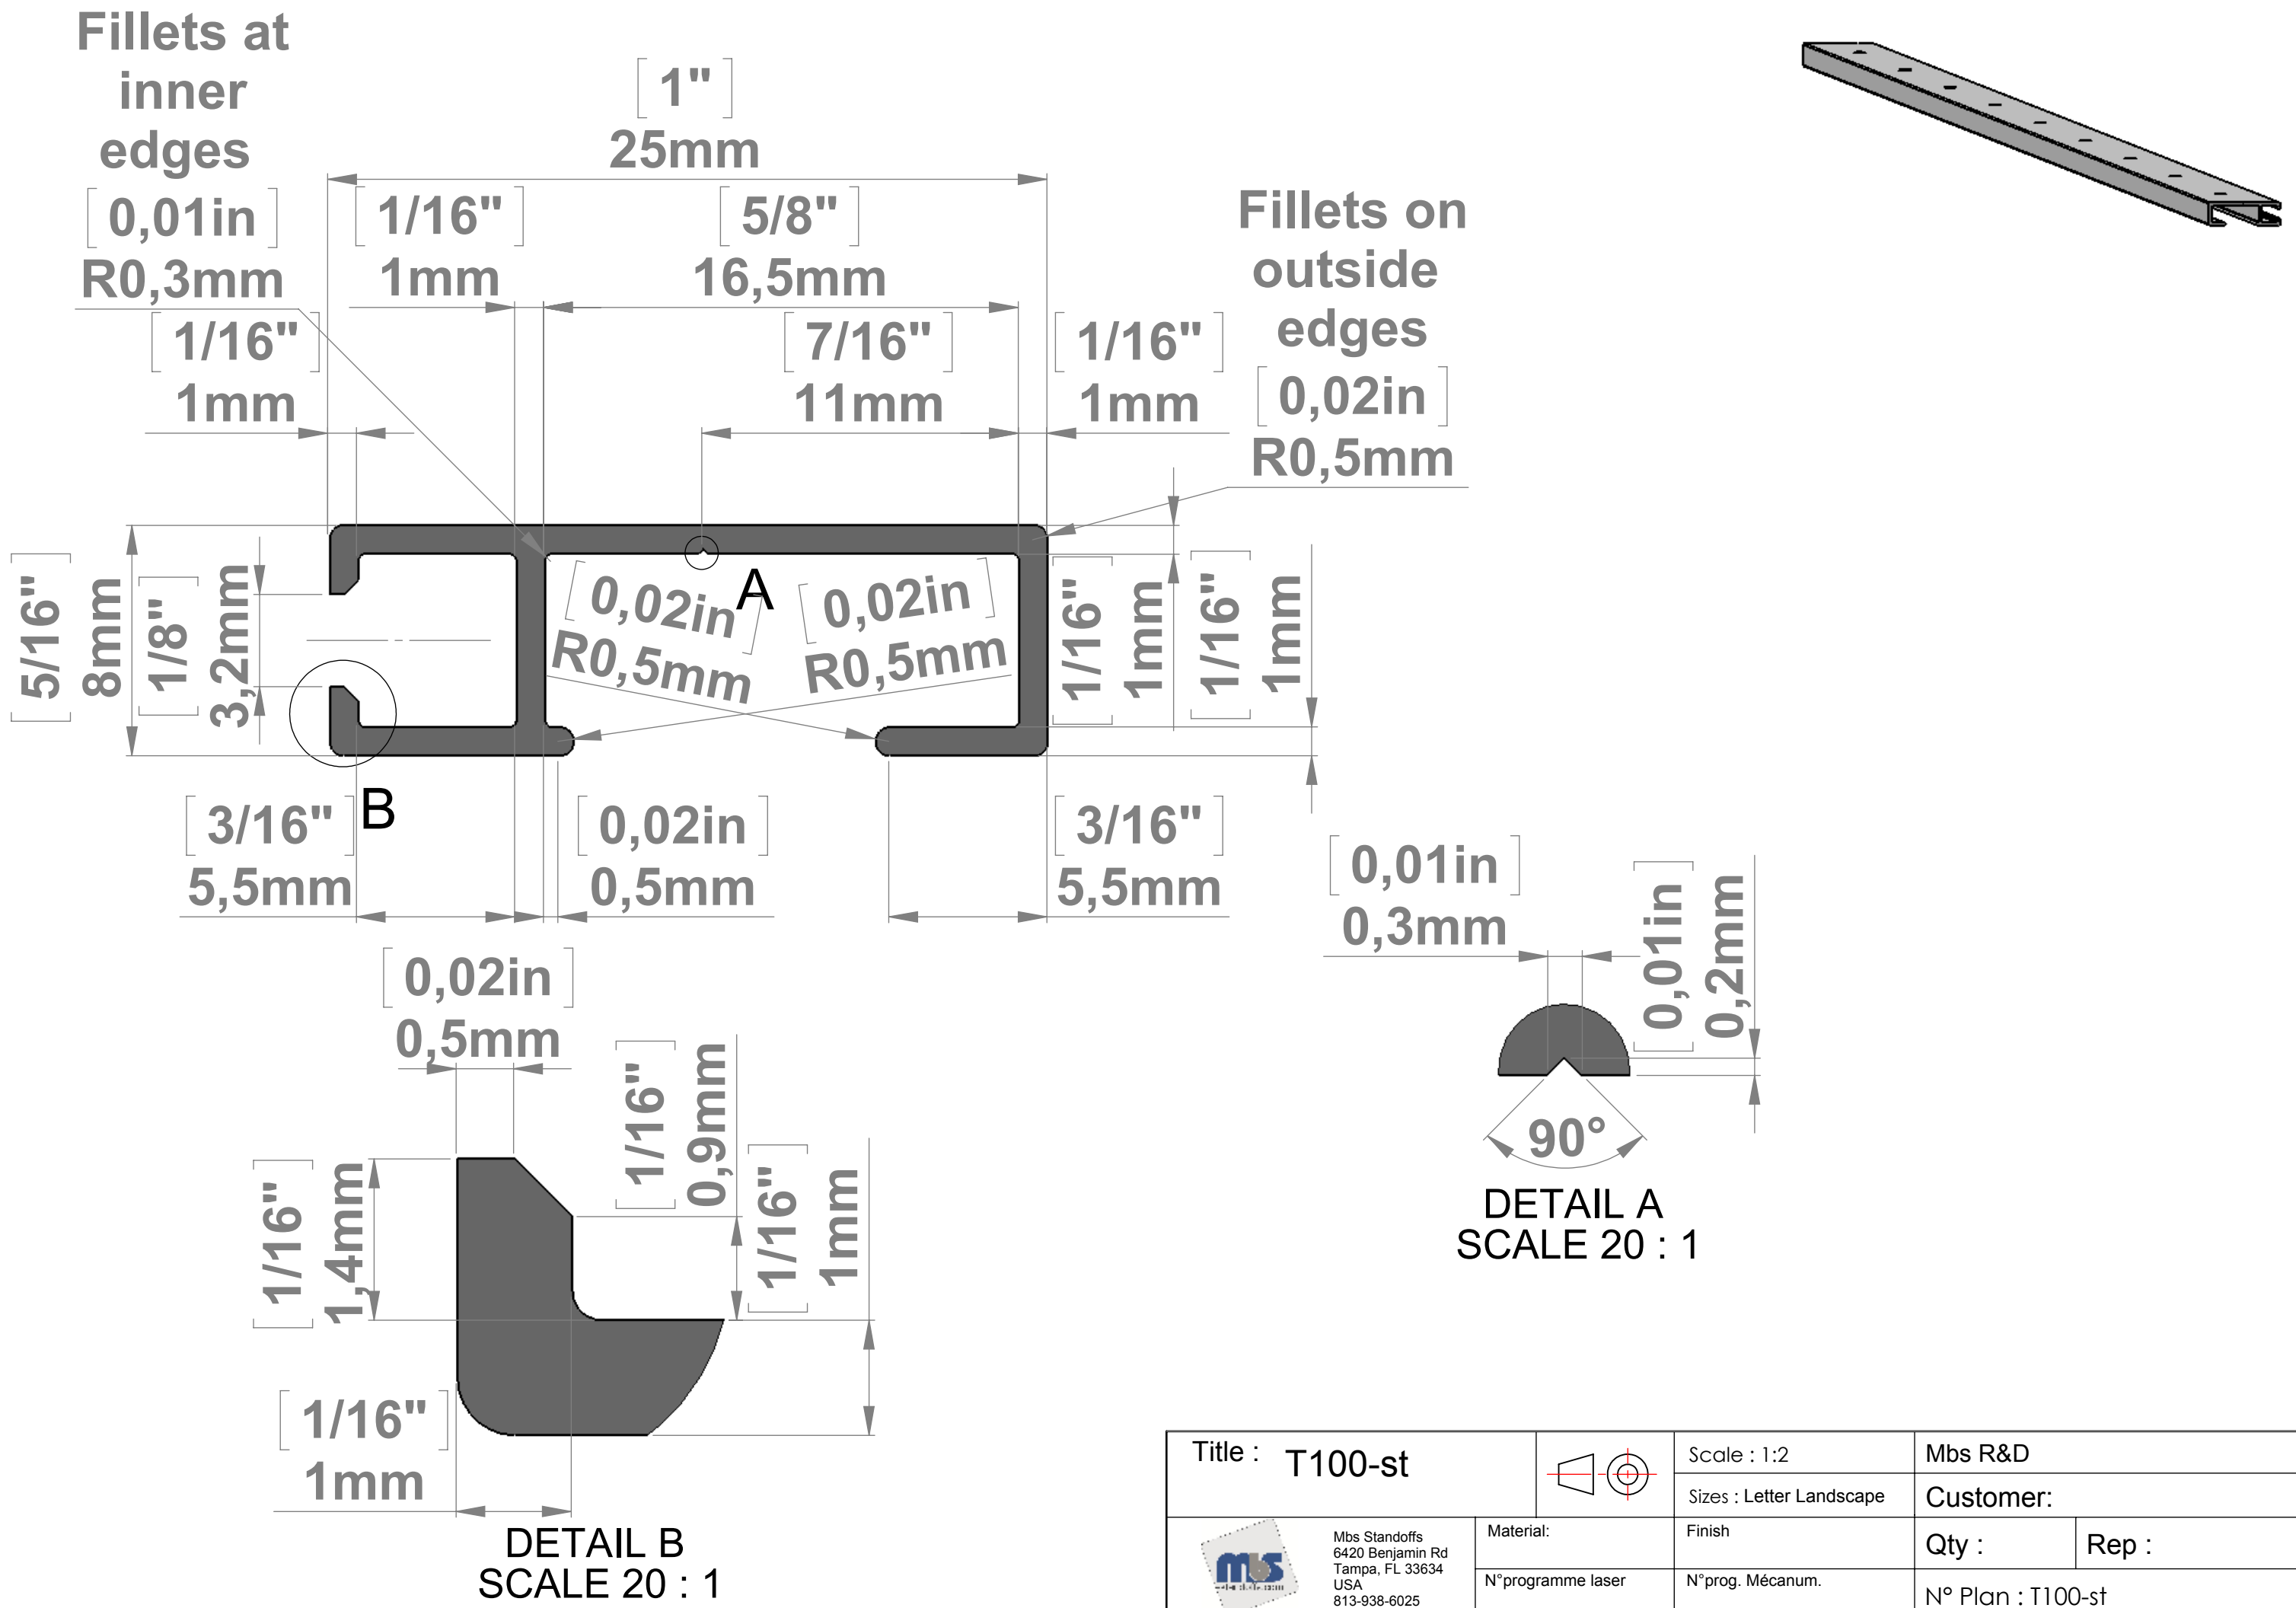 Fillets at
inner
edges
[0,01in]
R0,3mm
[1"]
25mm
[1/16"]
1mm
[5/8"]
16,5mm
Fillets on
outside
edges
[0,02in]
R0,5mm
[1/16"]
1mm
[7/16"]
11mm
[1/16"]
1mm
[5/16"]
8mm
[1/8"]
3,2mm
A
[0,02in]
R0,5mm
[0,02in]
R0,5mm
[1/16"]
1mm
[1/16"]
1mm
B
[3/16"]
5,5mm
[0,02in]
0,5mm
[3/16"]
5,5mm
[0,01in]
0,3mm
[0,01in]
0,2mm
90°
DETAIL A
SCALE 20 : 1
[0,02in]
0,5mm
[1/16"]
0,9mm
[1/16"]
1,4mm
[1/16"]
1mm
[1/16"]
1mm
DETAIL B
SCALE 20 : 1
Title : T100-st
Scale : 1:2
Mbs R&D
Sizes : Letter Landscape
Customer:
mbs
Mbs Standoffs
6420 Benjamin Rd
Tampa, FL 33634
USA
813-938-6025
Material:
Finish
Qty :
Rep :
N°programme laser
N°prog. Mécanum.
N° Plan : T100-st